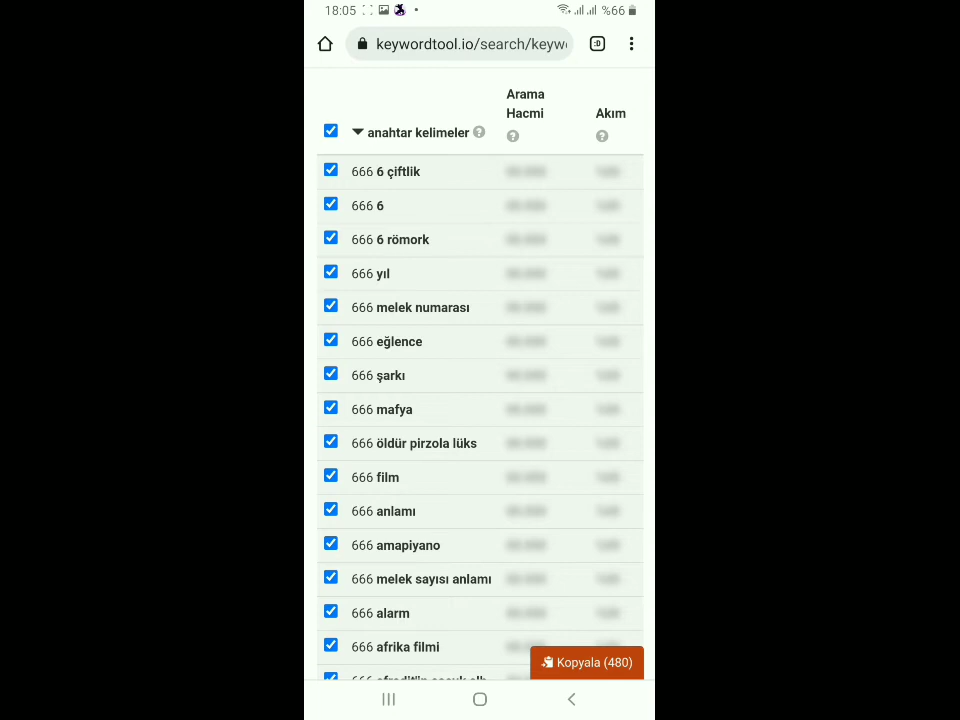 18:05 %66
keywordtool.io/search/keyw
:D
Arama
Hacmi
Akım
anahtar kelimeler ?
? ?
666 6 çiftlik
666 6
666 6 römork
666 yıl
666 melek numarası
666 eğlence
666 şarkı
666 mafya
666 öldür pirzola lüks
666 film
666 anlamı
666 amapiyano
666 melek sayısı anlamı
666 alarm
666 afrika filmi
Kopyala (480)